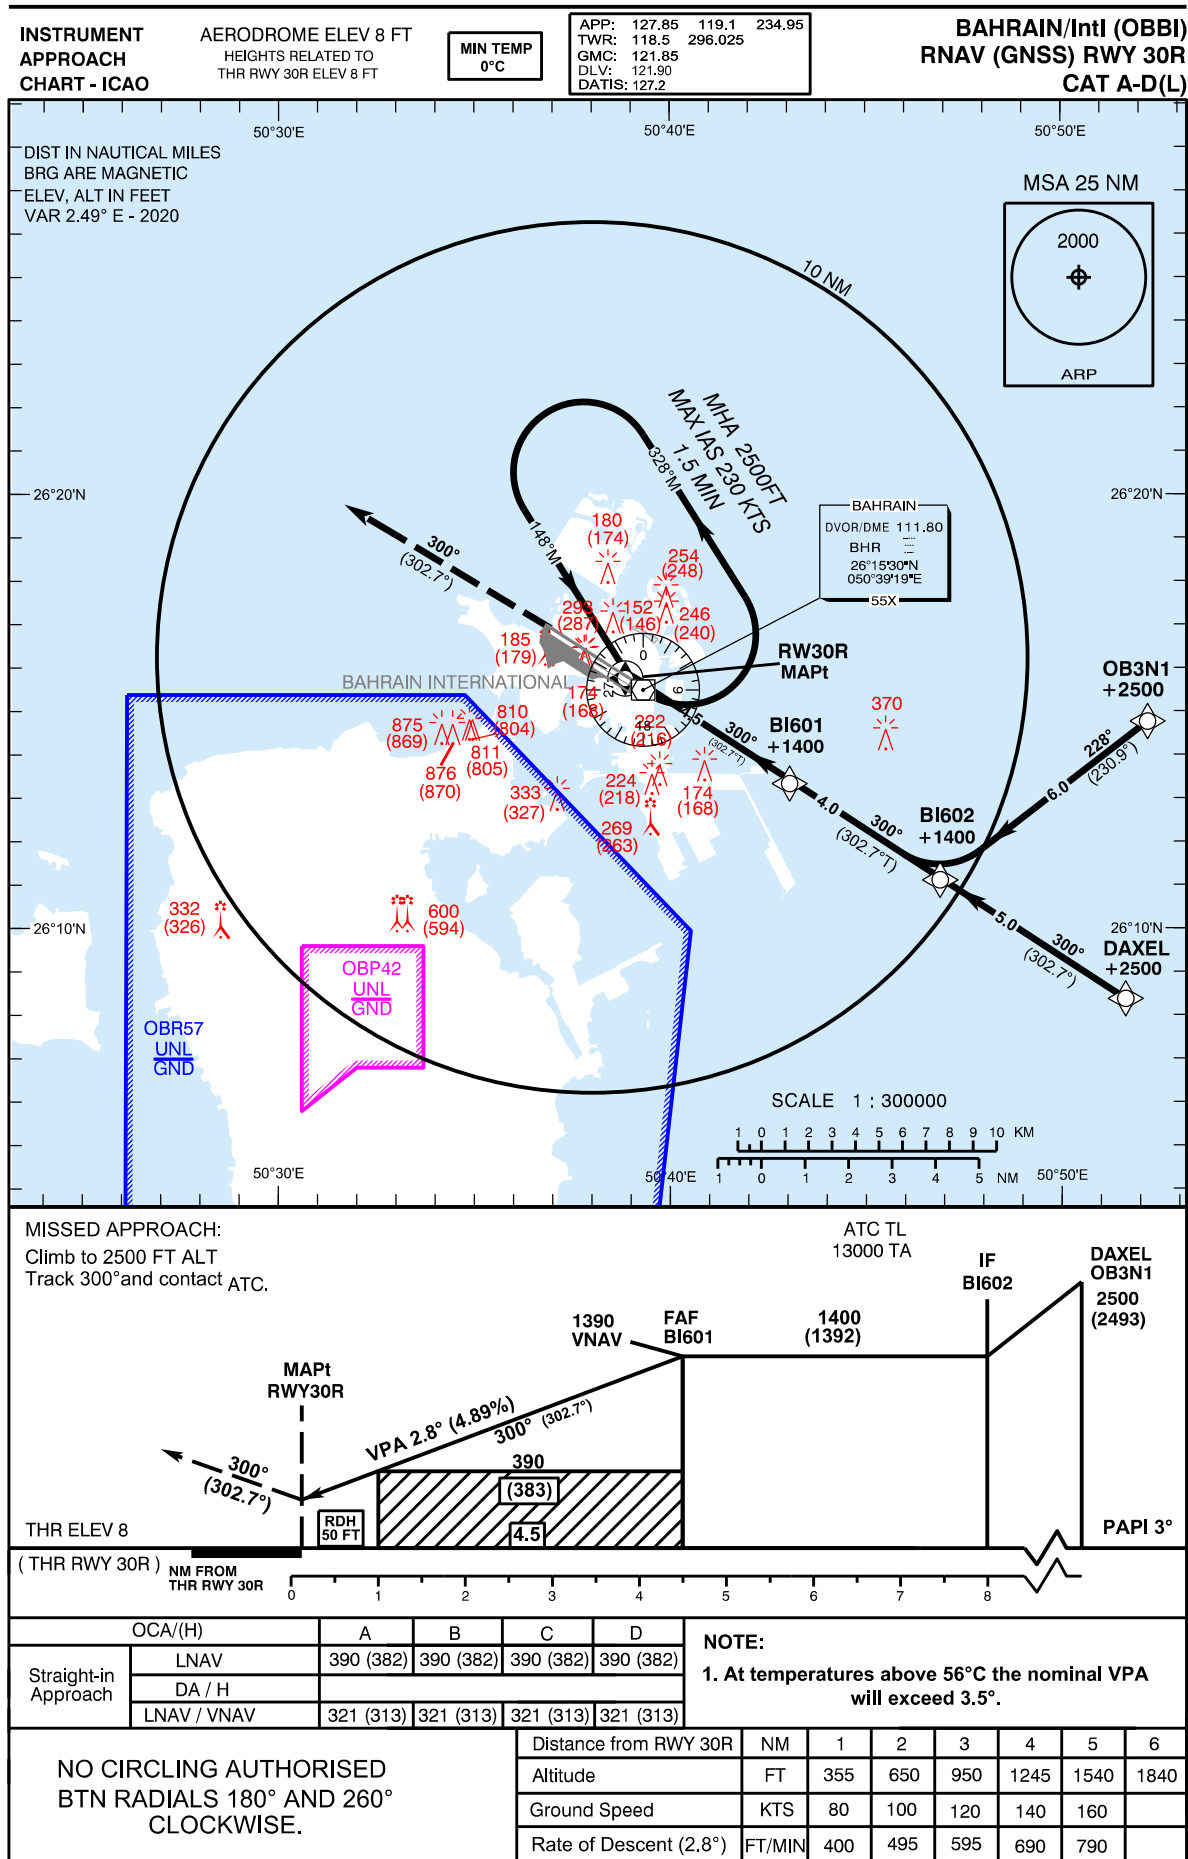 INSTRUMENT
APPROACH
CHART - ICAO
AERODROME ELEV 8 FT
HEIGHTS RELATED TO
THR RWY 30R ELEV 8 FT
MIN TEMP
0°C
APP: 127.85 119.1 234.95
TWR: 118.5 296.025
GMC: 121.85
DLV: 121.90
DATIS: 127.2
BAHRAIN/Intl (OBBI)
RNAV (GNSS) RWY 30R
CAT A-D(L)
50°30'E
50°40'E
50°50'E
DIST IN NAUTICAL MILES
BRG ARE MAGNETIC
ELEV, ALT IN FEET
VAR 2.49° E - 2020
MSA 25 NM
2000
ARP
10 NM
MHA 2500FT
MAX IAS 230 KTS
1.5 MIN
328°M
148°M
26°20'N
26°20'N
300°
(302.7°)
180
(174)
254
(248)
BAHRAIN
DVOR/DME 111.80
BHR
26°15'30"N
050°39'19"E
55X
293
(287)
152
(146)
246
(240)
185
(179)
0
6
18
27
RW30R
MAPt
OB3N1
+2500
BAHRAIN INTERNATIONAL
174
(168)
222
(216)
4.5
300°
(302.7°T)
BI601
+1400
370
228°
(230.9°)
6.0
875
(869)
810
(804)
811
(805)
876
(870)
333
(327)
224
(218)
174
(168)
269
(263)
4.0
300°
(302.7°T)
BI602
+1400
332
(326)
600
(594)
26°10'N
26°10'N
5.0
300°
(302.7°)
DAXEL
+2500
OBP42
UNL
GND
OBR57
UNL
GND
SCALE 1 : 300000
1 0 1 2 3 4 5 6 7 8 9 10 KM
1 0 1 2 3 4 5 NM
50°30'E
50°40'E
50°50'E
MISSED APPROACH:
Climb to 2500 FT ALT
Track 300°and contact ATC.
ATC TL
13000 TA
IF
BI602
DAXEL
OB3N1
2500
(2493)
1390
VNAV
FAF
BI601
1400
(1392)
MAPt
RWY30R
VPA 2.8° (4.89%)
300° (302.7°)
300°
(302.7°)
390
(383)
4.5
RDH
50 FT
THR ELEV 8
PAPI 3°
( THR RWY 30R )
NM FROM
THR RWY 30R
0 1 2 3 4 5 6 7 8
OCA/(H) A B C D
Straight-in
Approach
LNAV 390 (382) 390 (382) 390 (382) 390 (382)
DA / H
LNAV / VNAV 321 (313) 321 (313) 321 (313) 321 (313)
NOTE:
1. At temperatures above 56°C the nominal VPA
will exceed 3.5°.
NO CIRCLING AUTHORISED
BTN RADIALS 180° AND 260°
CLOCKWISE.
Distance from RWY 30R NM 1 2 3 4 5 6
Altitude FT 355 650 950 1245 1540 1840
Ground Speed KTS 80 100 120 140 160
Rate of Descent (2.8°) FT/MIN 400 495 595 690 790